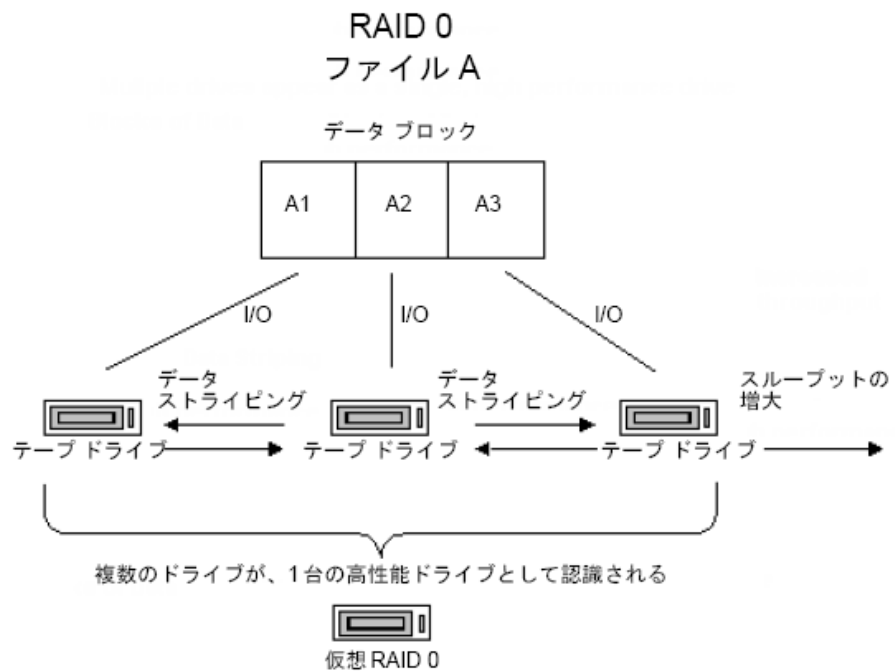 RAID 0
ファイル A
データ ブロック
A1 A2 A3
I/O I/O I/O
データ
ストライピング
データ
ストライピング
スループットの
増大
テープ ドライブ テープ ドライブ テープ ドライブ
複数のドライブが、1台の高性能ドライブとして認識される
仮想 RAID 0